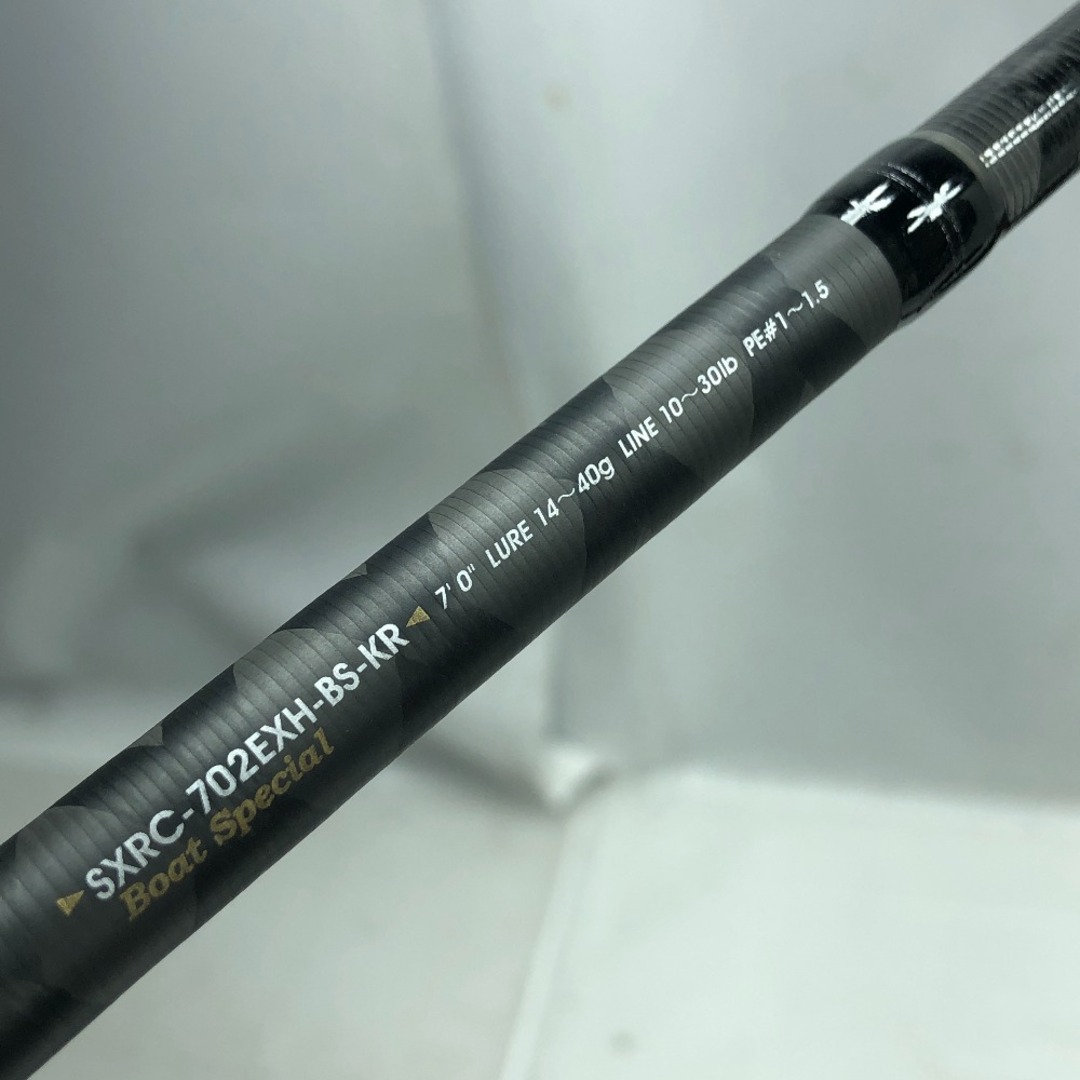 SXRC-702EXH-BS-KR 7'0" LURE 14~40g LINE 10~30lb PE#1~1.5
Boat Special